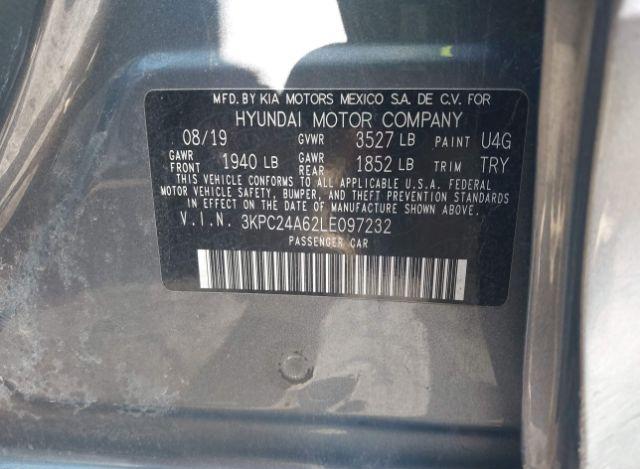 MFD. BY KIA MOTORS MEXICO S.A. DE C.V. FOR
HYUNDAI MOTOR COMPANY
08/19 GVWR 3527 LB PAINT U4G
GAWR FRONT 1940 LB GAWR REAR 1852 LB TRIM TRY
THIS VEHICLE CONFORMS TO ALL APPLICABLE U.S.A. FEDERAL
MOTOR VEHICLE SAFETY, BUMPER, AND THEFT PREVENTION STANDARDS
IN EFFECT ON THE DATE OF MANUFACTURE SHOWN ABOVE.
V.I.N. 3KPC24A62LE097232
PASSENGER CAR